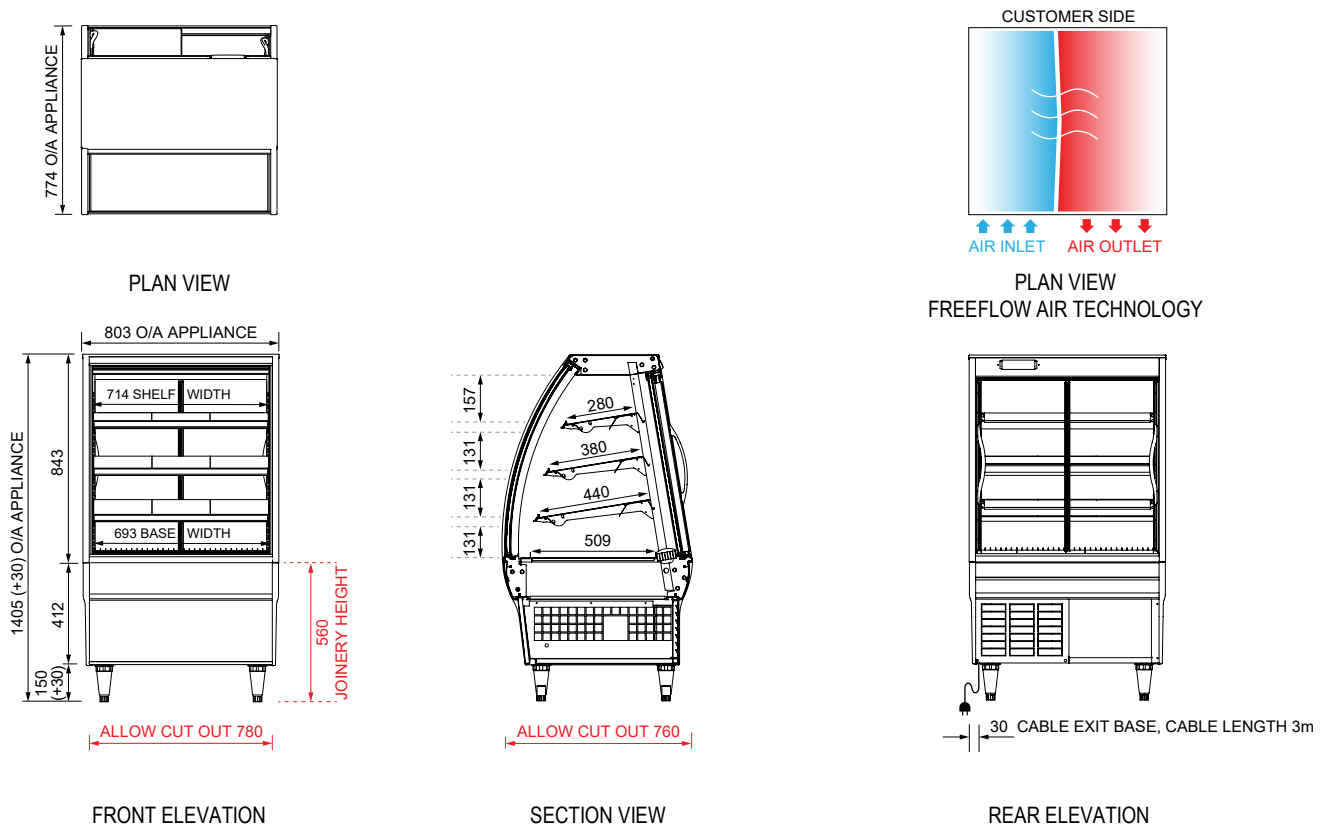 774 O/A APPLIANCE
PLAN VIEW
CUSTOMER SIDE
AIR INLET
AIR OUTLET
PLAN VIEW
FREEFLOW AIR TECHNOLOGY
803 O/A APPLIANCE
1405 (+30) O/A APPLIANCE
843
412
150
(+30)
714 SHELF WIDTH
693 BASE WIDTH
560
JOINERY HEIGHT
ALLOW CUT OUT 780
FRONT ELEVATION
157
131
131
131
280
380
440
509
ALLOW CUT OUT 760
SECTION VIEW
30 CABLE EXIT BASE, CABLE LENGTH 3m
REAR ELEVATION